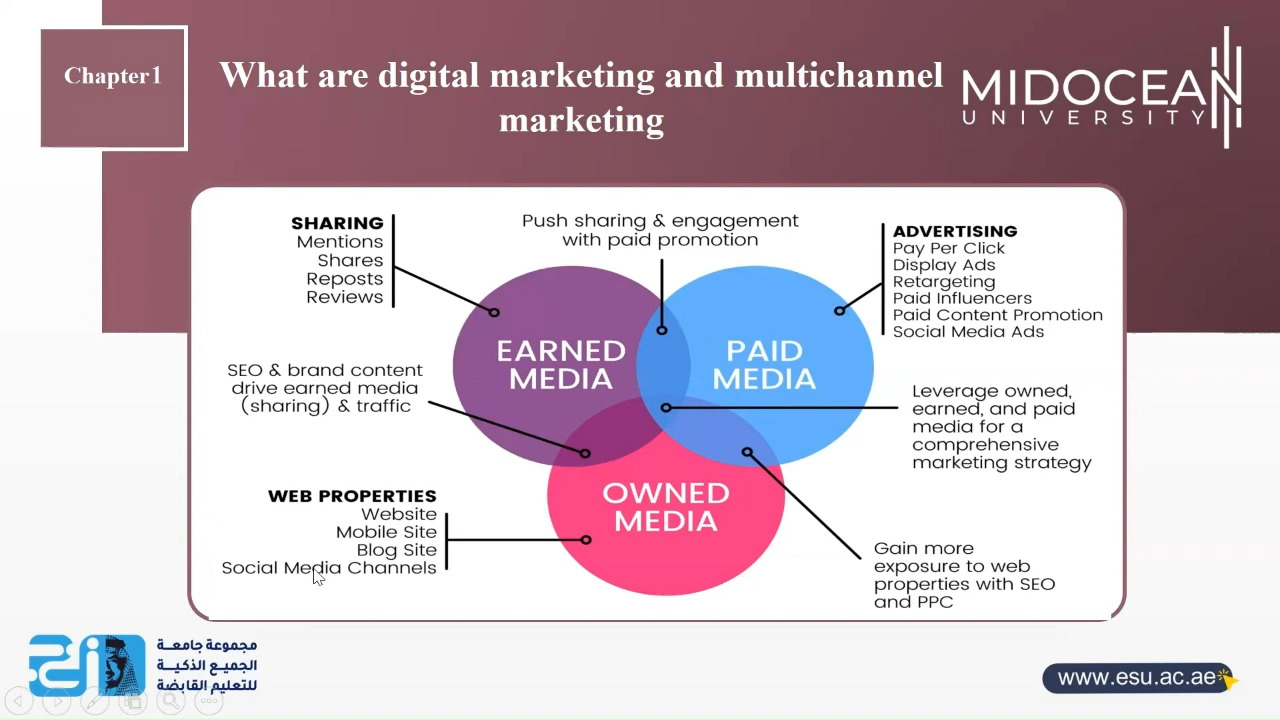 Chapter1
What are digital marketing and multichannel
marketing
MIDOCEAN
UNIVERSITY
SHARING
Mentions
Shares
Reposts
Reviews
Push sharing & engagement
with paid promotion
ADVERTISING
Pay Per Click
Display Ads
Retargeting
Paid Influencers
Paid Content Promotion
Social Media Ads
EARNED
MEDIA
PAID
MEDIA
SEO & brand content
drive earned media
(sharing) & traffic
Leverage owned,
earned, and paid
media for a
comprehensive
marketing strategy
WEB PROPERTIES
Website
Mobile Site
Blog Site
Social Media Channels
OWNED
MEDIA
Gain more
exposure to web
properties with SEO
and PPC
مجموعة جامعة
الجميع الذكية
للتعليم القابضة
www.esu.ac.ae